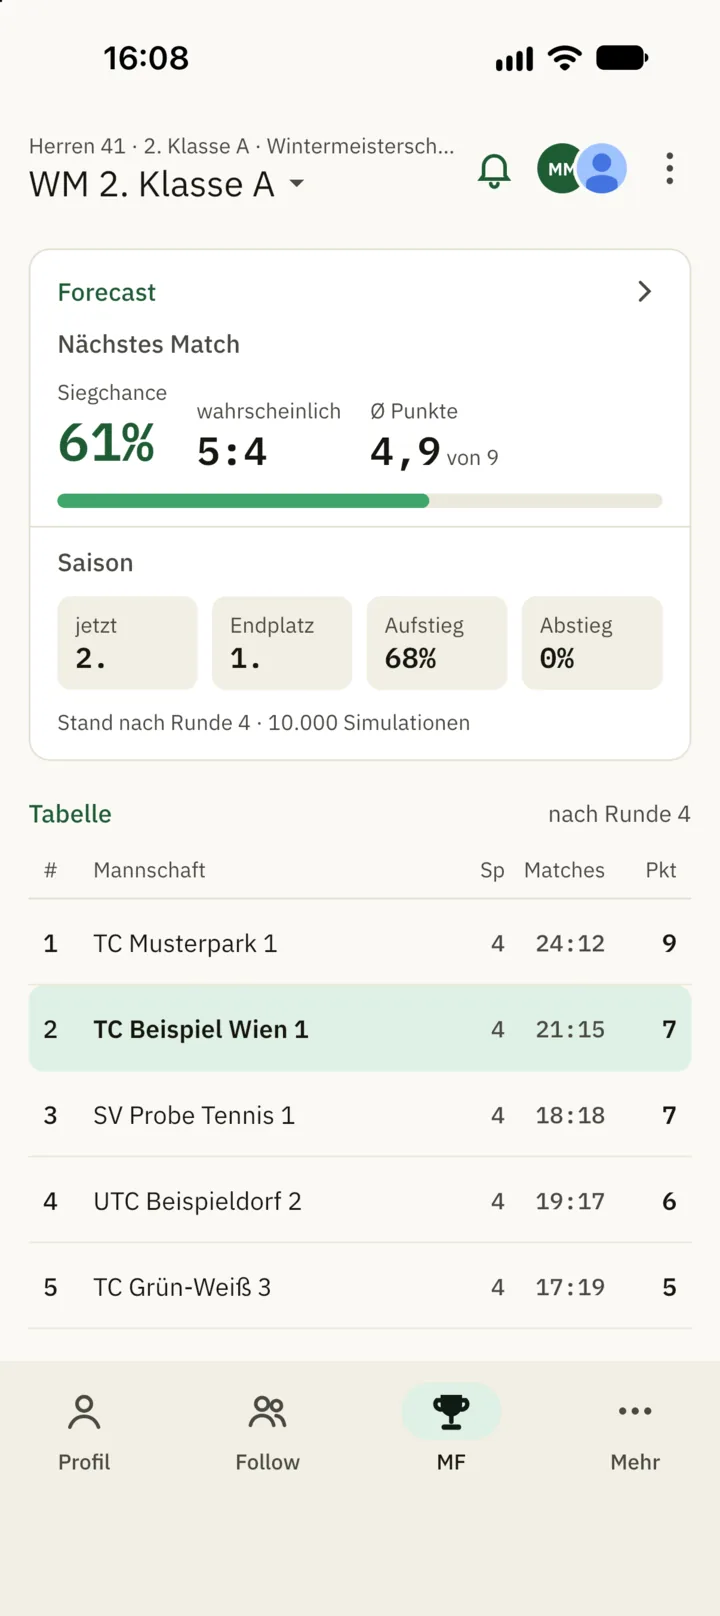 16:08
Herren 41 · 2. Klasse A · Wintermeistersch...
WM 2. Klasse A
MM
Forecast
Nächstes Match
Siegchance
61%
wahrscheinlich
5:4
Ø Punkte
4,9 von 9
Saison
jetzt
2.
Endplatz
1.
Aufstieg
68%
Abstieg
0%
Stand nach Runde 4 · 10.000 Simulationen
Tabelle nach Runde 4
# Mannschaft Sp Matches Pkt
1 TC Musterpark 1 4 24:12 9
2 TC Beispiel Wien 1 4 21:15 7
3 SV Probe Tennis 1 4 18:18 7
4 UTC Beispieldorf 2 4 19:17 6
5 TC Grün-Weiß 3 4 17:19 5
Profil Follow MF Mehr